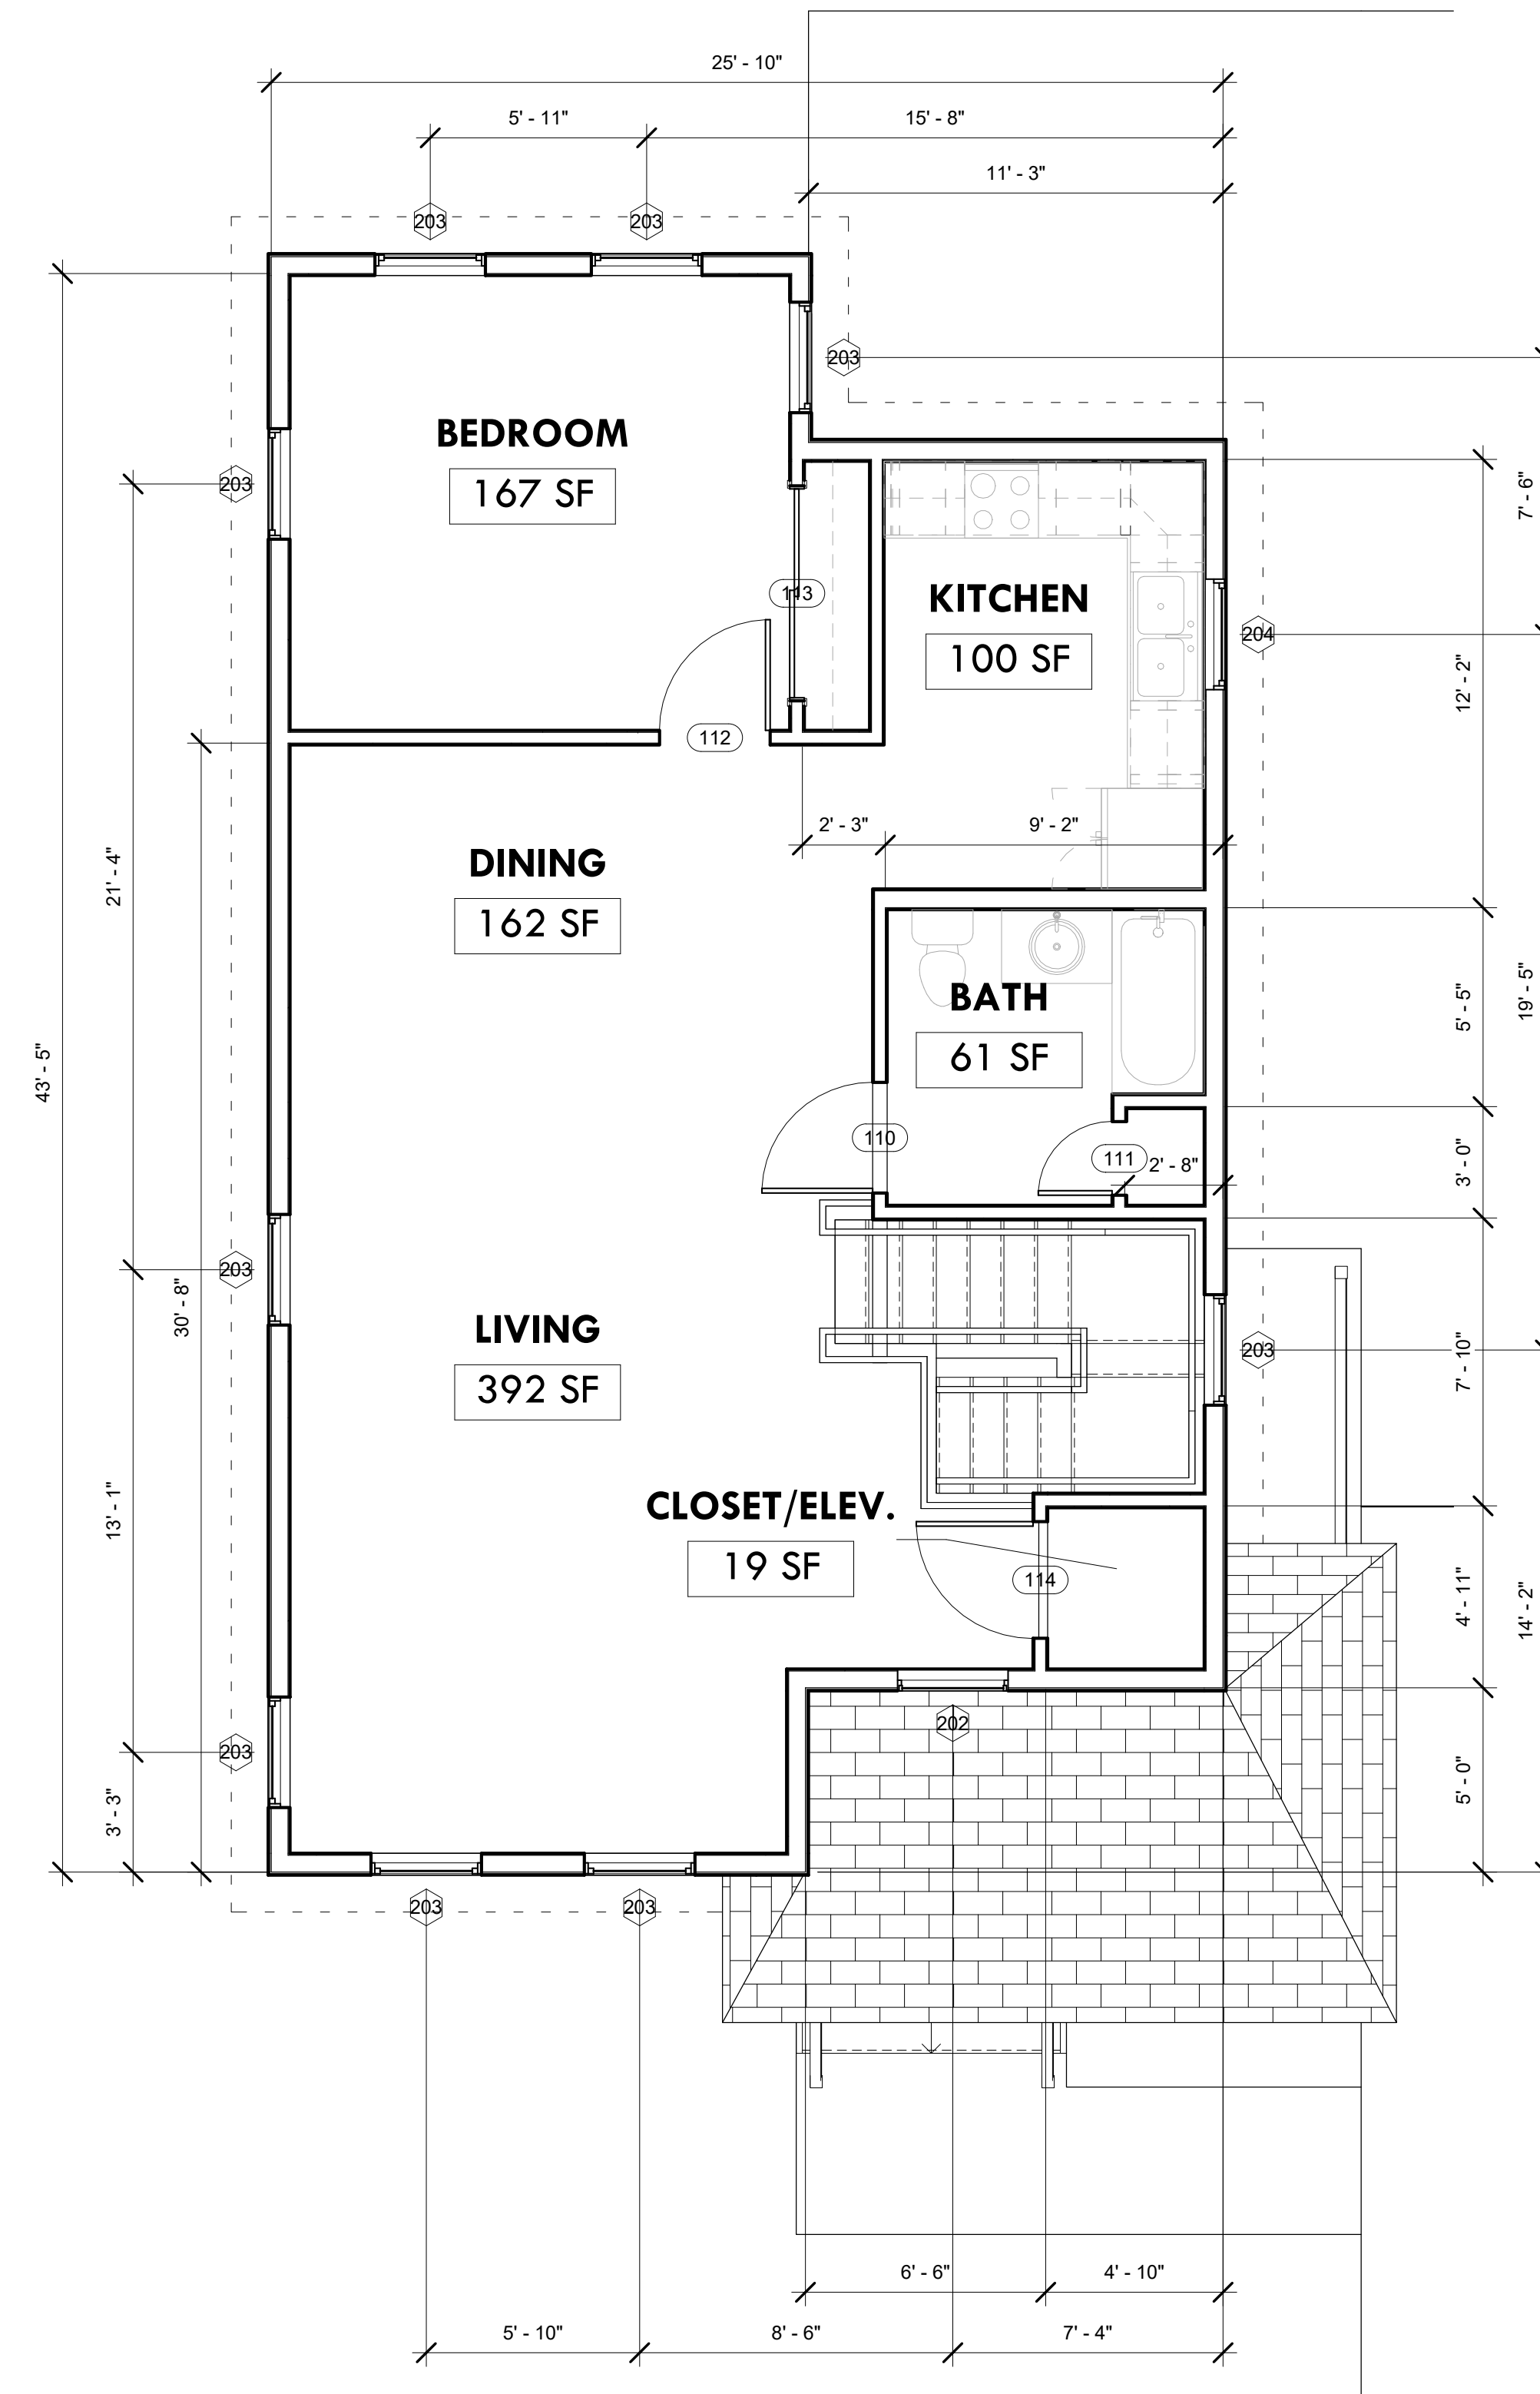 25' - 10"
5' - 11"
15' - 8"
11' - 3"
203
203
203
BEDROOM
167 SF
203
7' - 6"
113
KITCHEN
100 SF
204
12' - 2"
112
2' - 3"
9' - 2"
DINING
162 SF
21' - 4"
BATH
61 SF
5' - 5"
19' - 5"
43' - 5"
110
111
2' - 8"
3' - 0"
203
30' - 8"
LIVING
392 SF
203
7' - 10"
CLOSET/ELEV.
19 SF
114
13' - 1"
4' - 11"
14' - 2"
202
203
3' - 3"
5' - 0"
203
203
6' - 6"
4' - 10"
5' - 10"
8' - 6"
7' - 4"